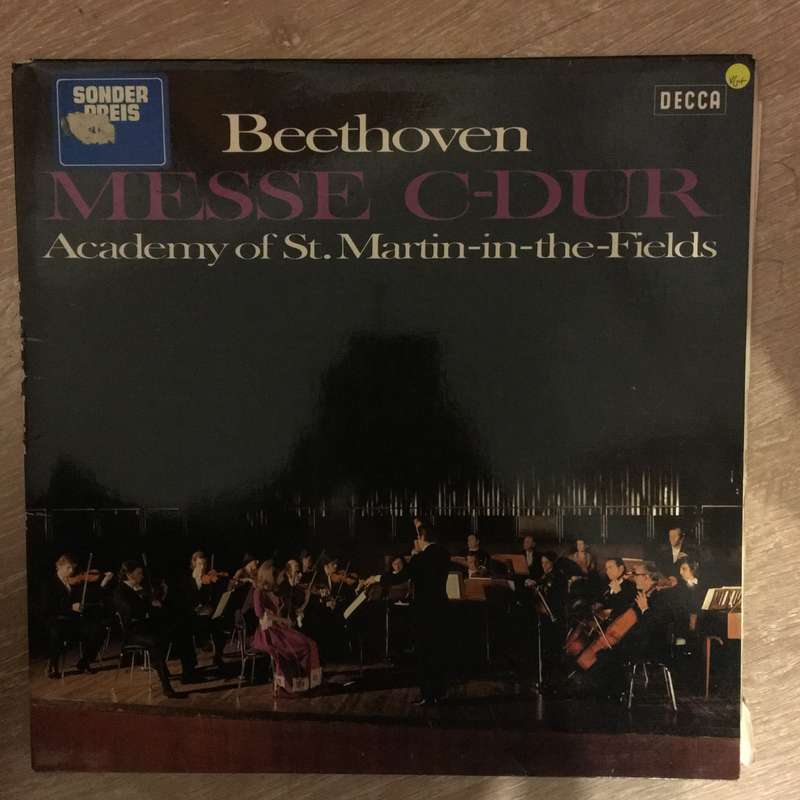 SONDER
PREIS
Beethoven
DECCA
MESSE C-DUR
Academy of St. Martin-in-the-Fields